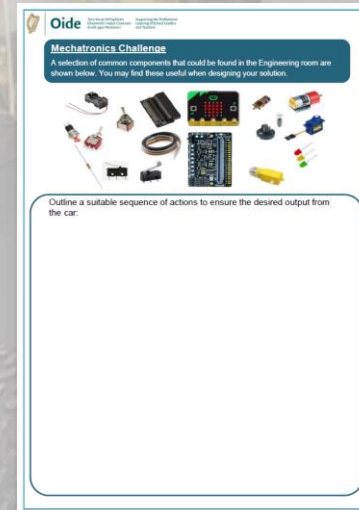 Oide
Mechatronics Challenge
A selection of common components that could be found in the Engineering room are
shown below. You may find these useful when designing your solution.
Outline a suitable sequence of actions to ensure the desired output from
the car: